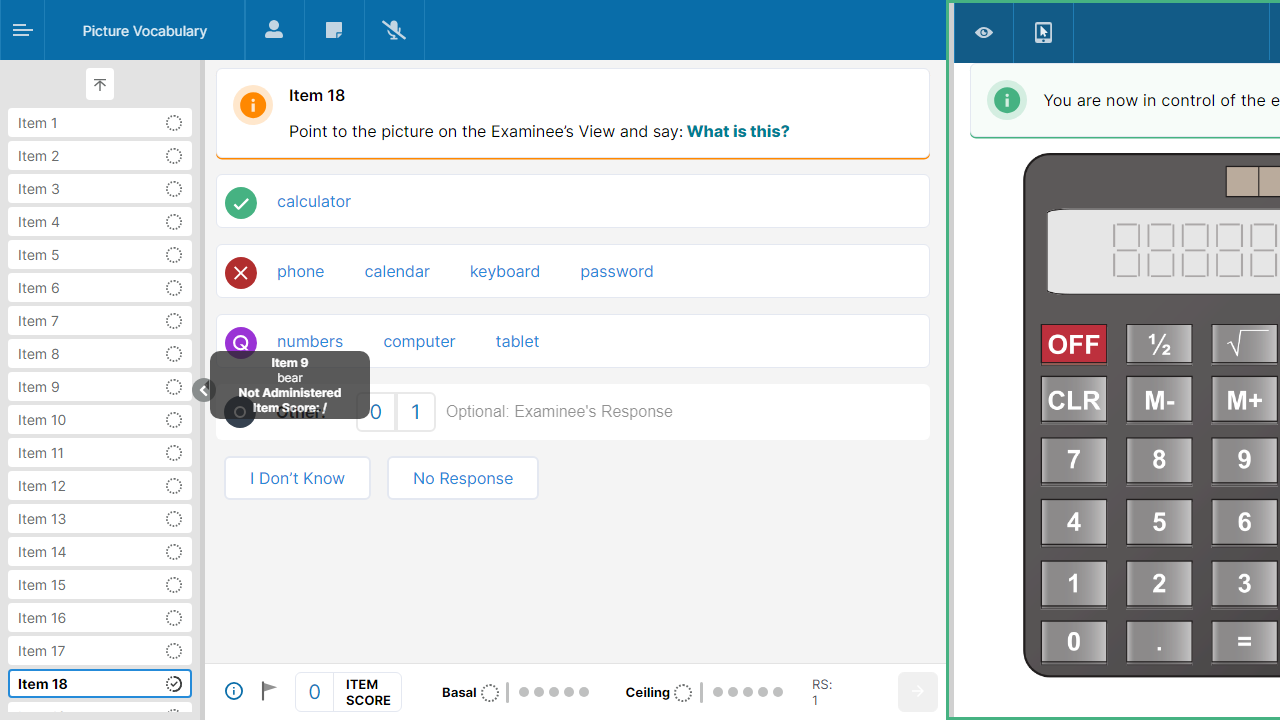 Picture Vocabulary
Item 1
Item 2
Item 3
Item 4
Item 5
Item 6
Item 7
Item 8
Item 9
Item 10
Item 11
Item 12
Item 13
Item 14
Item 15
Item 16
Item 17
Item 18
Item 18
Point to the picture on the Examinee’s View and say: What is this?
calculator
phone calendar keyboard password
Q numbers computer tablet
Item 9
bear
Not Administered
Item Score: /
Other: 0 1 Optional: Examinee's Response
I Don’t Know No Response
0 ITEM SCORE
Basal Ceiling RS: 1
You are now in control of the e
OFF ½ √
CLR M- M+
7 8 9
4 5 6
1 2 3
0 . =